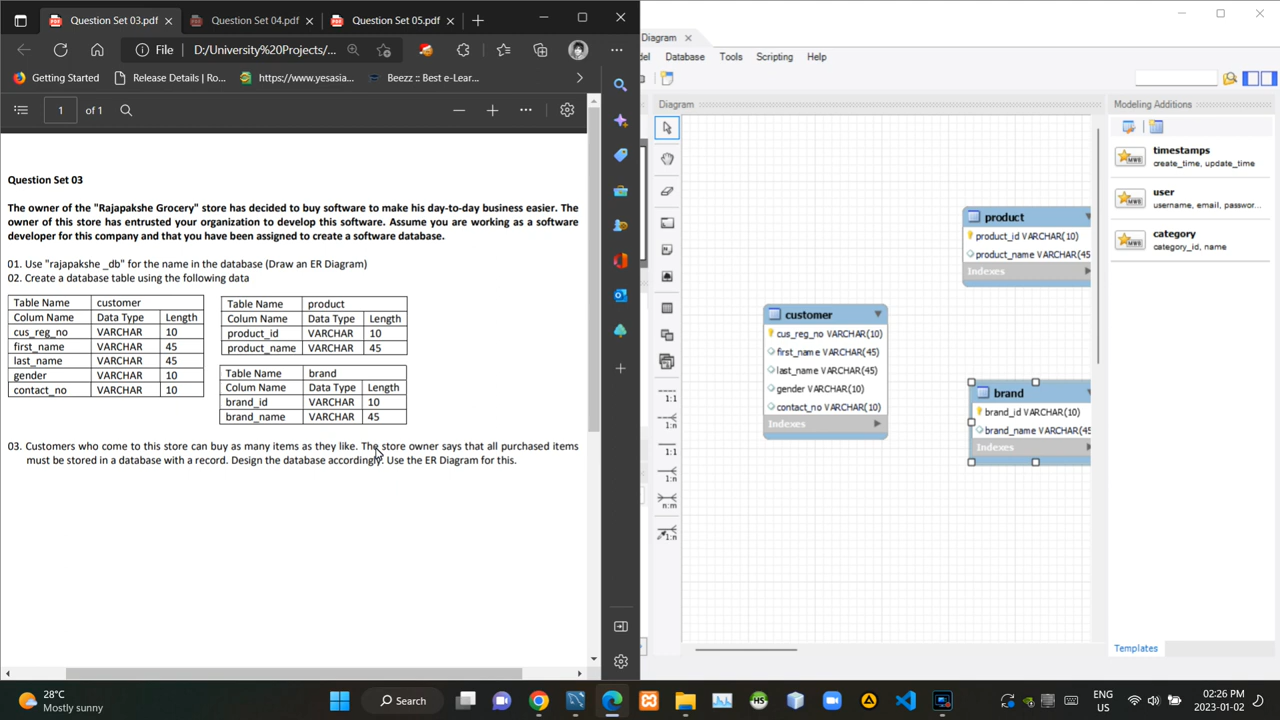 Question Set 03.pdf
Question Set 04.pdf
Question Set 05.pdf
File
D:/University%20Projects/...
Getting Started
Release Details | Ro...
https://www.yesasia...
Beezz :: Best e-Lear...
1
of 1
Question Set 03
The owner of the "Rajapakshe Grocery" store has decided to buy software to make his day-to-day business easier. The
owner of this store has entrusted your organization to develop this software. Assume you are working as a software
developer for this company and that you have been assigned to create a software database.
01. Use "rajapakshe _db" for the name in the database (Draw an ER Diagram)
02. Create a database table using the following data
Table Name customer
Colum Name Data Type Length
cus_reg_no VARCHAR 10
first_name VARCHAR 45
last_name VARCHAR 45
gender VARCHAR 10
contact_no VARCHAR 10
Table Name product
Colum Name Data Type Length
product_id VARCHAR 10
product_name VARCHAR 45
Table Name brand
Colum Name Data Type Length
brand_id VARCHAR 10
brand_name VARCHAR 45
03. Customers who come to this store can buy as many items as they like. The store owner says that all purchased items
must be stored in a database with a record. Design the database accordingly. Use the ER Diagram for this.
Diagram
Database
Tools
Scripting
Help
Diagram
1:1
1:n
1:1
1:n
n:m
1:n
customer
cus_reg_no VARCHAR(10)
first_name VARCHAR(45)
last_name VARCHAR(45)
gender VARCHAR(10)
contact_no VARCHAR(10)
Indexes
product
product_id VARCHAR(10)
product_name VARCHAR(45
Indexes
brand
brand_id VARCHAR(10)
brand_name VARCHAR(45
Indexes
Modeling Additions
timestamps
create_time, update_time
user
username, email, passwor...
category
category_id, name
Templates
28°C
Mostly sunny
Search
ENG
US
02:26 PM
2023-01-02